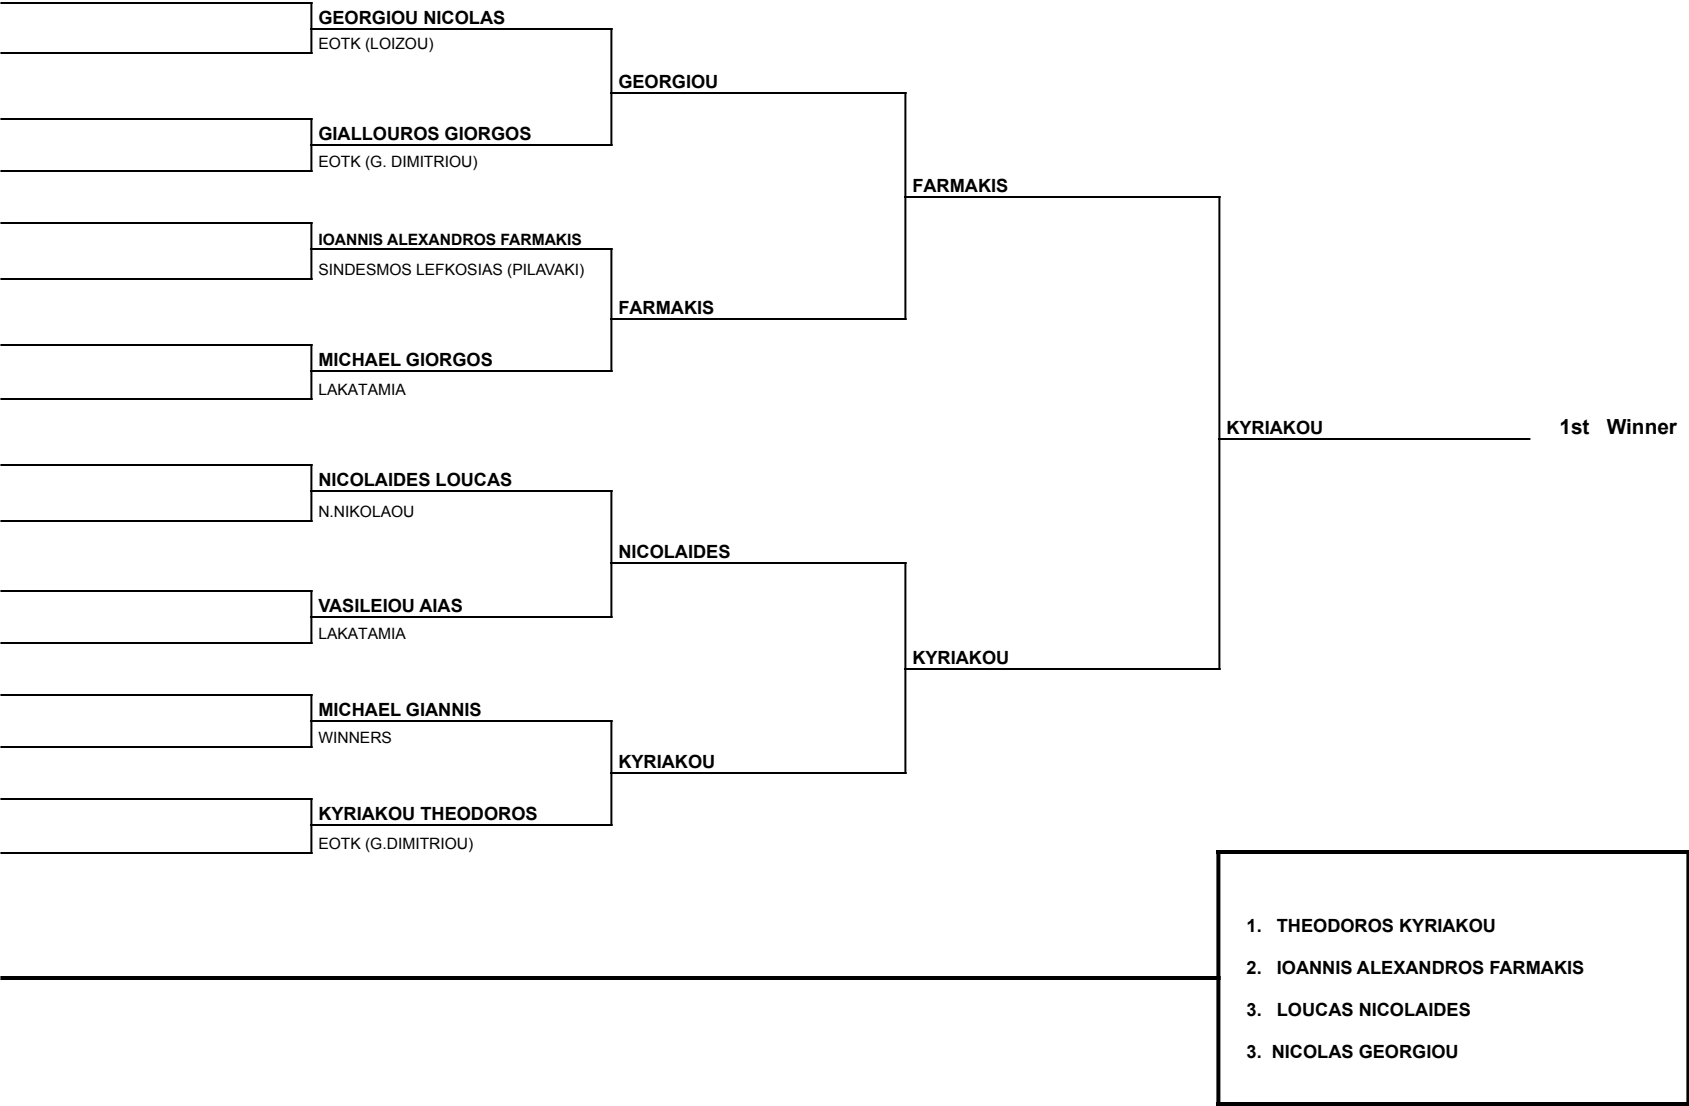 GEORGIOU NICOLAS
EOTK (LOIZOU)
GEORGIOU
GIALLOUROS GIORGOS
EOTK (G. DIMITRIOU)
FARMAKIS
IOANNIS ALEXANDROS FARMAKIS
SINDESMOS LEFKOSIAS (PILAVAKI)
FARMAKIS
MICHAEL GIORGOS
LAKATAMIA
KYRIAKOU 1st Winner
NICOLAIDES LOUCAS
N.NIKOLAOU
NICOLAIDES
VASILEIOU AIAS
LAKATAMIA
KYRIAKOU
MICHAEL GIANNIS
WINNERS
KYRIAKOU
KYRIAKOU THEODOROS
EOTK (G.DIMITRIOU)
1. THEODOROS KYRIAKOU
2. IOANNIS ALEXANDROS FARMAKIS
3. LOUCAS NICOLAIDES
3. NICOLAS GEORGIOU